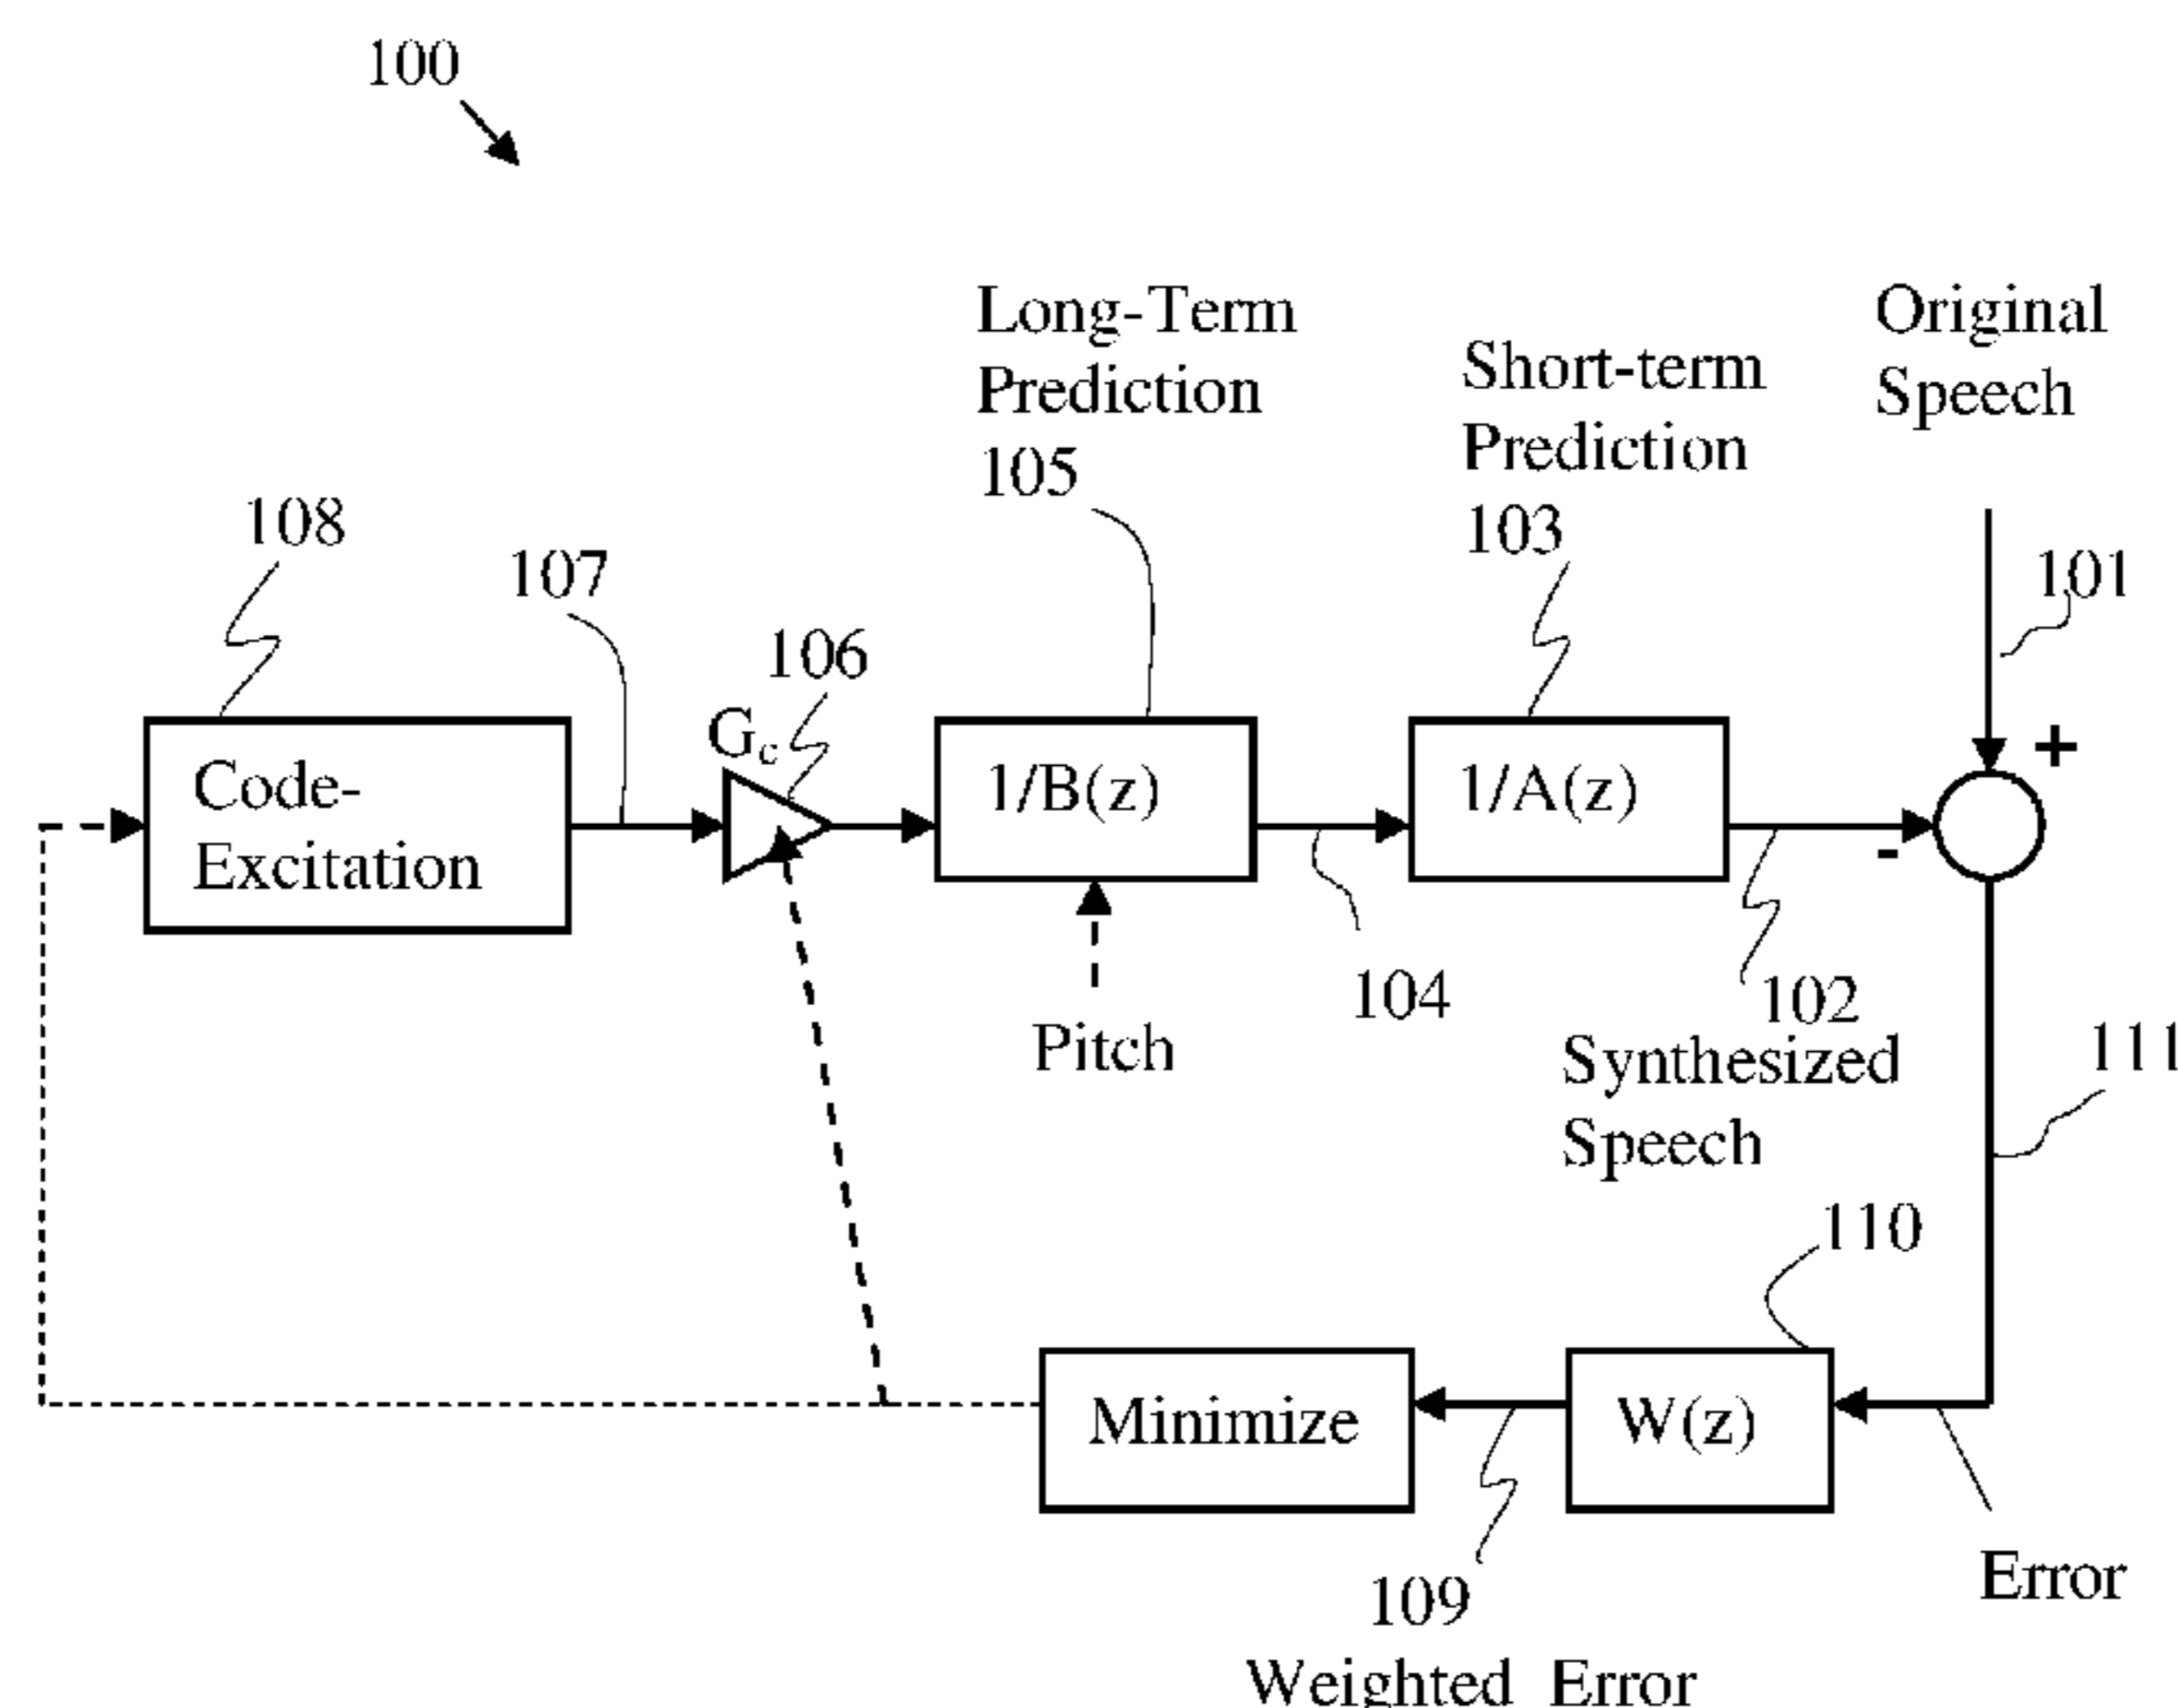 100
Long-Term
Prediction
105
Short-term
Prediction
103
Original
Speech
101
108
107
106
Gc
Code-
Excitation
1/B(z)
1/A(z)
+
-
Pitch
104
102
Synthesized
Speech
111
110
Minimize
W(z)
109
Weighted Error
Error